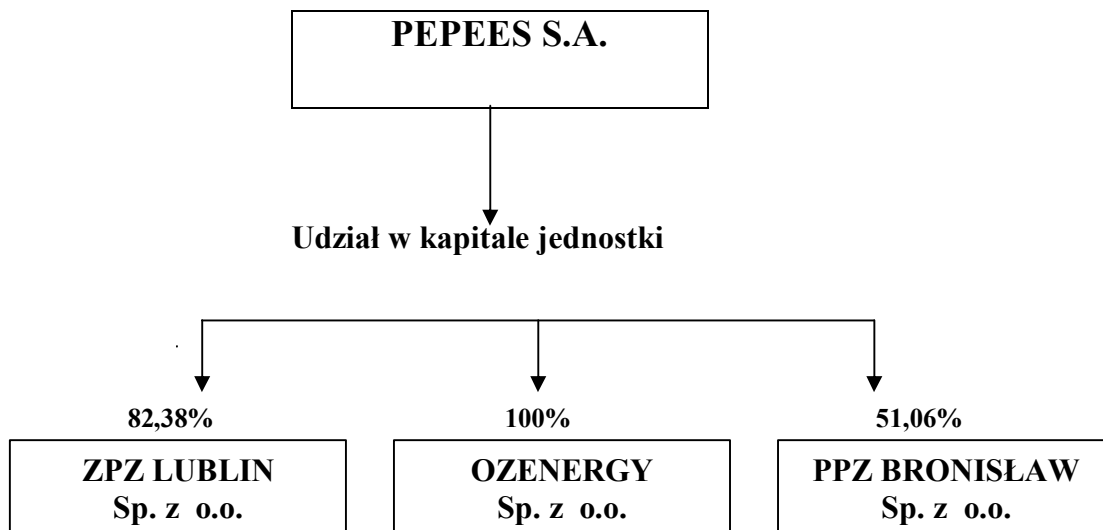 PEPEES S.A.
Udział w kapitale jednostki
82,38% 100% 51,06%
ZPZ LUBLIN OZENERGY PPZ BRONISŁAW
Sp. z o.o. Sp. z o.o. Sp. z o.o.